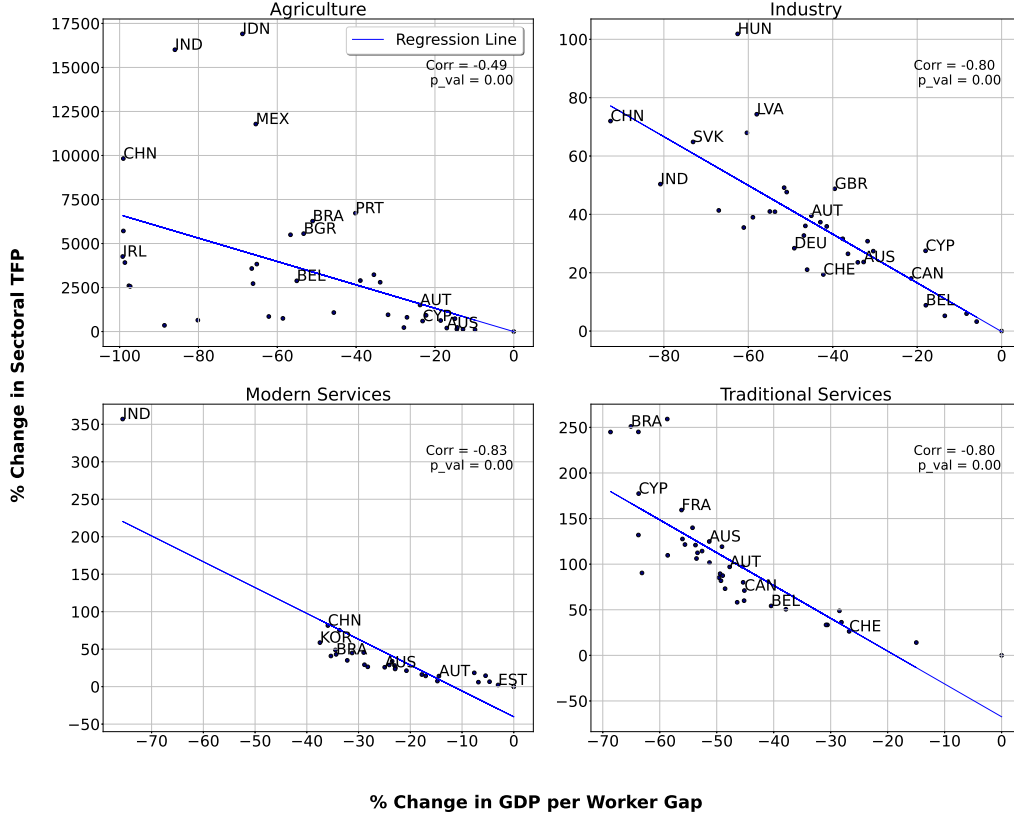 Agriculture
17500
15000
12500
10000
7500
5000
2500
0
−100
−80
−60
−40
−20
0
Regression Line
Corr = -0.49
p_val = 0.00
IDN
IND
MEX
CHN
PRT
BRA
BGR
IRL
BEL
AUT
CYP
AUS
Industry
100
80
60
40
20
0
−80
−60
−40
−20
0
Corr = -0.80
p_val = 0.00
HUN
CHN
LVA
SVK
IND
GBR
AUT
DEU
CHE
AUS
CYP
CAN
BEL
Modern Services
350
300
250
200
150
100
50
0
−50
−70
−60
−50
−40
−30
−20
−10
0
Corr = -0.83
p_val = 0.00
IND
CHN
KOR
BRA
AUS
AUT
EST
Traditional Services
250
200
150
100
50
0
−50
−70
−60
−50
−40
−30
−20
−10
0
Corr = -0.80
p_val = 0.00
BRA
CYP
FRA
AUS
AUT
CAN
BEL
CHE
% Change in Sectoral TFP
% Change in GDP per Worker Gap